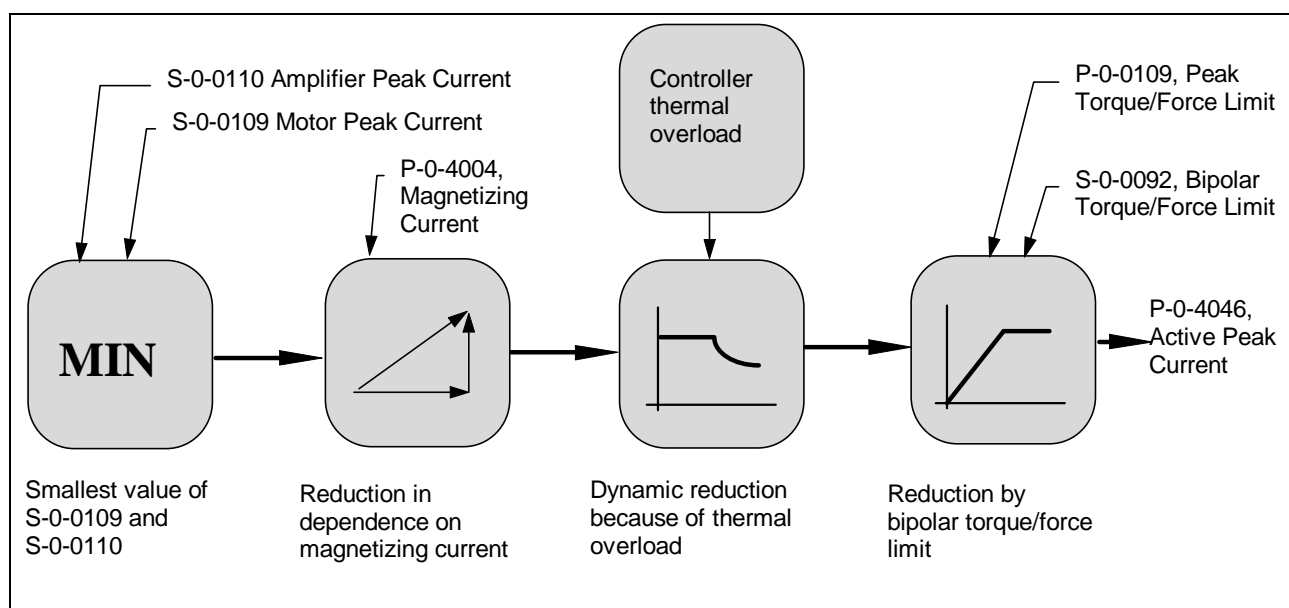 S-0-0110 Amplifier Peak Current
S-0-0109 Motor Peak Current
P-0-4004,
Magnetizing
Current
Controller
thermal
overload
P-0-0109, Peak
Torque/Force Limit
S-0-0092, Bipolar
Torque/Force Limit
MIN
P-0-4046,
Active Peak
Current
Smallest value of
S-0-0109 and
S-0-0110
Reduction in
dependence on
magnetizing current
Dynamic reduction
because of thermal
overload
Reduction by
bipolar torque/force
limit